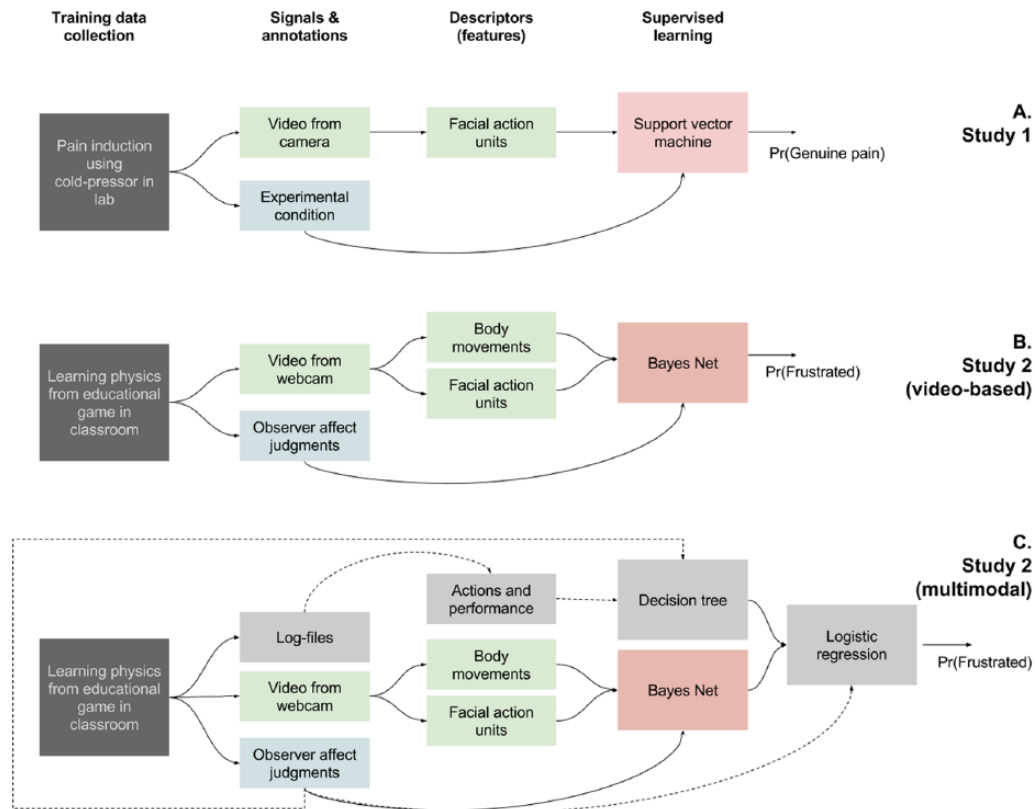 Training data
collection
Signals &
annotations
Descriptors
(features)
Supervised
learning
A.
Study 1
Pain induction
using
cold-pressor in
lab
Video from
camera
Experimental
condition
Facial action
units
Support vector
machine
Pr(Genuine pain)
B.
Study 2
(video-based)
Learning physics
from educational
game in
classroom
Video from
webcam
Observer affect
judgments
Body
movements
Facial action
units
Bayes Net
Pr(Frustrated)
C.
Study 2
(multimodal)
Learning physics
from educational
game in
classroom
Log-files
Video from
webcam
Observer affect
judgments
Actions and
performance
Body
movements
Facial action
units
Decision tree
Bayes Net
Logistic
regression
Pr(Frustrated)